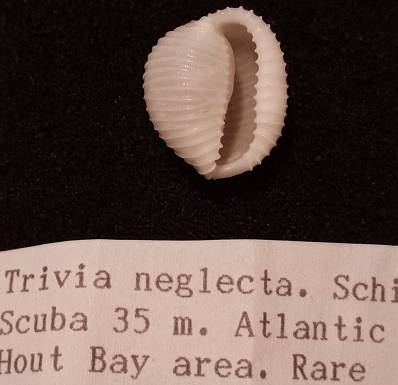 Trivia neglecta. Schi
Scuba 35 m. Atlantic
Hout Bay area. Rare